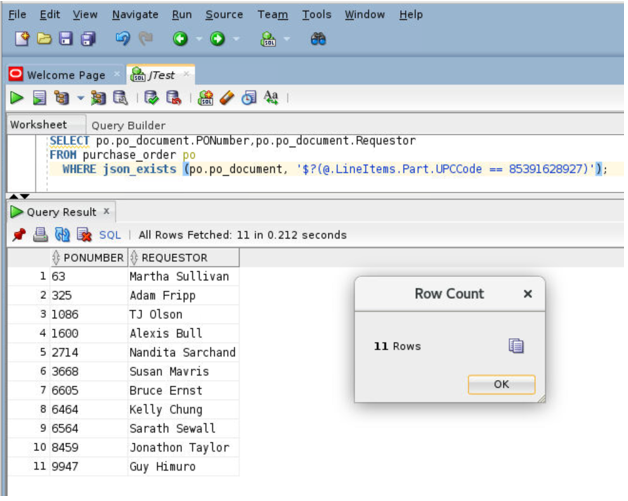 File Edit View Navigate Run Source Team Tools Window Help
SQL
Welcome Page × JTest ×
SQL Aa
Worksheet Query Builder
SELECT po.po_document.PONumber,po.po_document.Requestor
FROM purchase_order po
WHERE json_exists (po.po_document, '$?(@.LineItems.Part.UPCCode == 85391628927)');
Query Result ×
SQL | All Rows Fetched: 11 in 0.212 seconds
PONUMBER REQUESTOR
1 63 Martha Sullivan
2 325 Adam Fripp
3 1086 TJ Olson
4 1600 Alexis Bull
5 2714 Nandita Sarchand
6 3668 Susan Mavris
7 6605 Bruce Ernst
8 6464 Kelly Chung
9 6564 Sarath Sewall
10 8459 Jonathon Taylor
11 9947 Guy Himuro
Row Count ×
11 Rows
OK